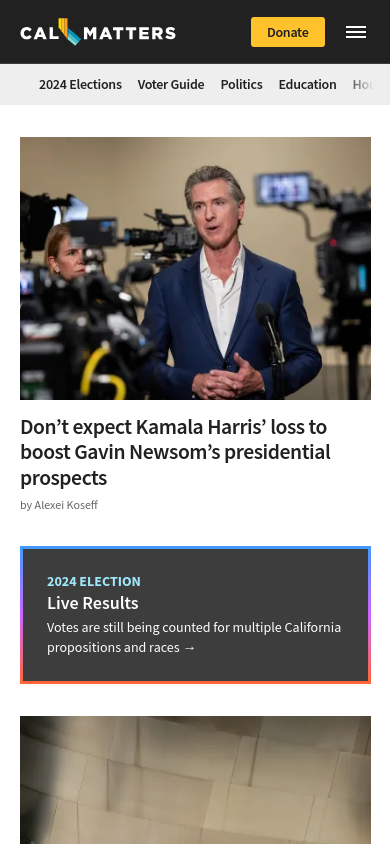 CAL MATTERS
Donate
2024 Elections Voter Guide Politics Education
Don’t expect Kamala Harris’ loss to
boost Gavin Newsom’s presidential
prospects
by Alexei Koseff
2024 ELECTION
Live Results
Votes are still being counted for multiple California
propositions and races →